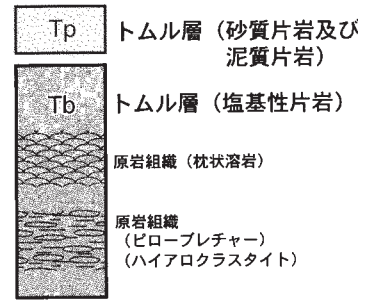 Tp トムル層（砂質片岩及び
泥質片岩）
Tb トムル層（塩基性片岩）
原岩組織（枕状溶岩）
原岩組織
（ピローブレチャー）
（ハイアロクラスタイト）